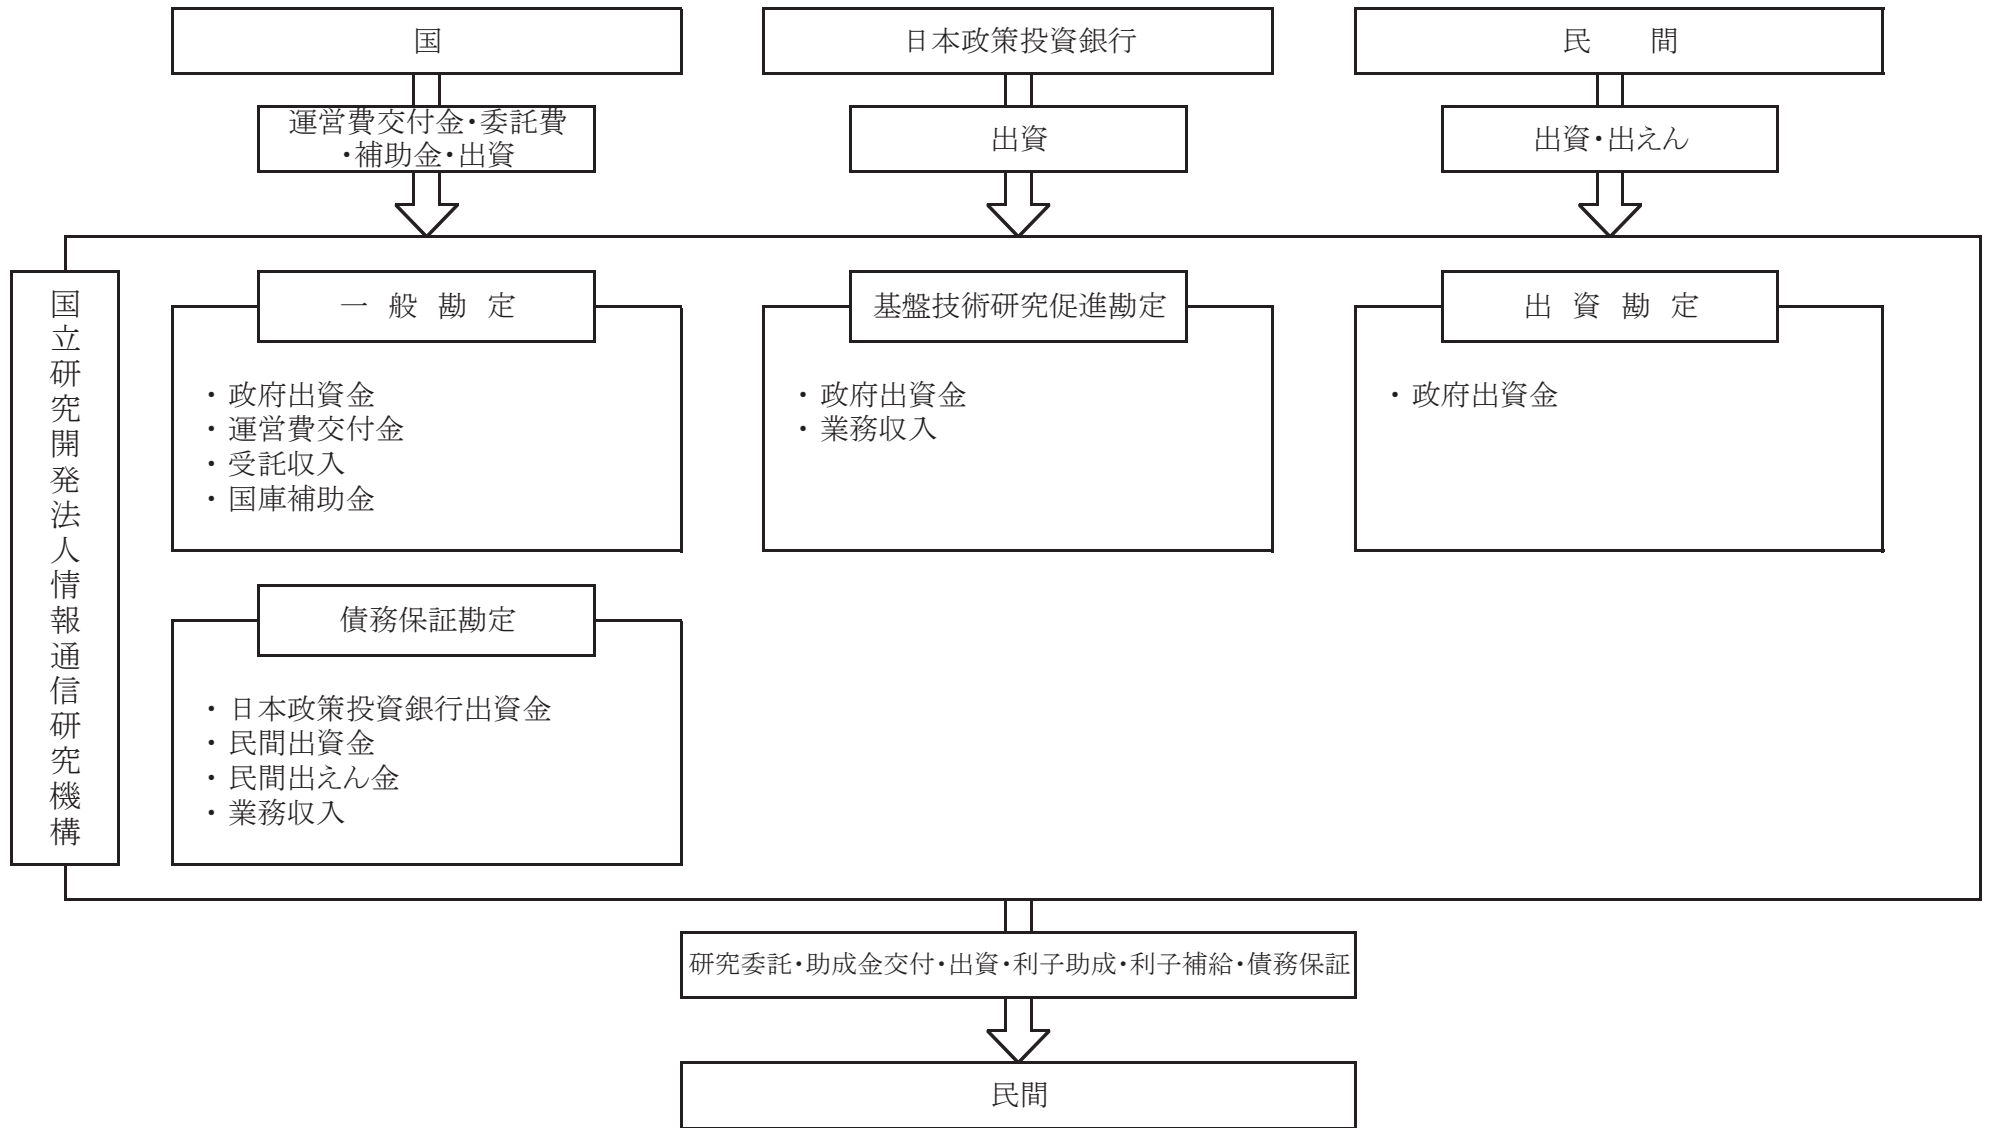 国
日本政策投資銀行
民　間
運営費交付金・委託費
・補助金・出資
出資
出資・出えん
国立研究開発法人情報通信研究機構
一般勘定
・政府出資金
・運営費交付金
・受託収入
・国庫補助金
基盤技術研究促進勘定
・政府出資金
・業務収入
出資勘定
・政府出資金
債務保証勘定
・日本政策投資銀行出資金
・民間出資金
・民間出えん金
・業務収入
研究委託・助成金交付・出資・利子助成・利子補給・債務保証
民間